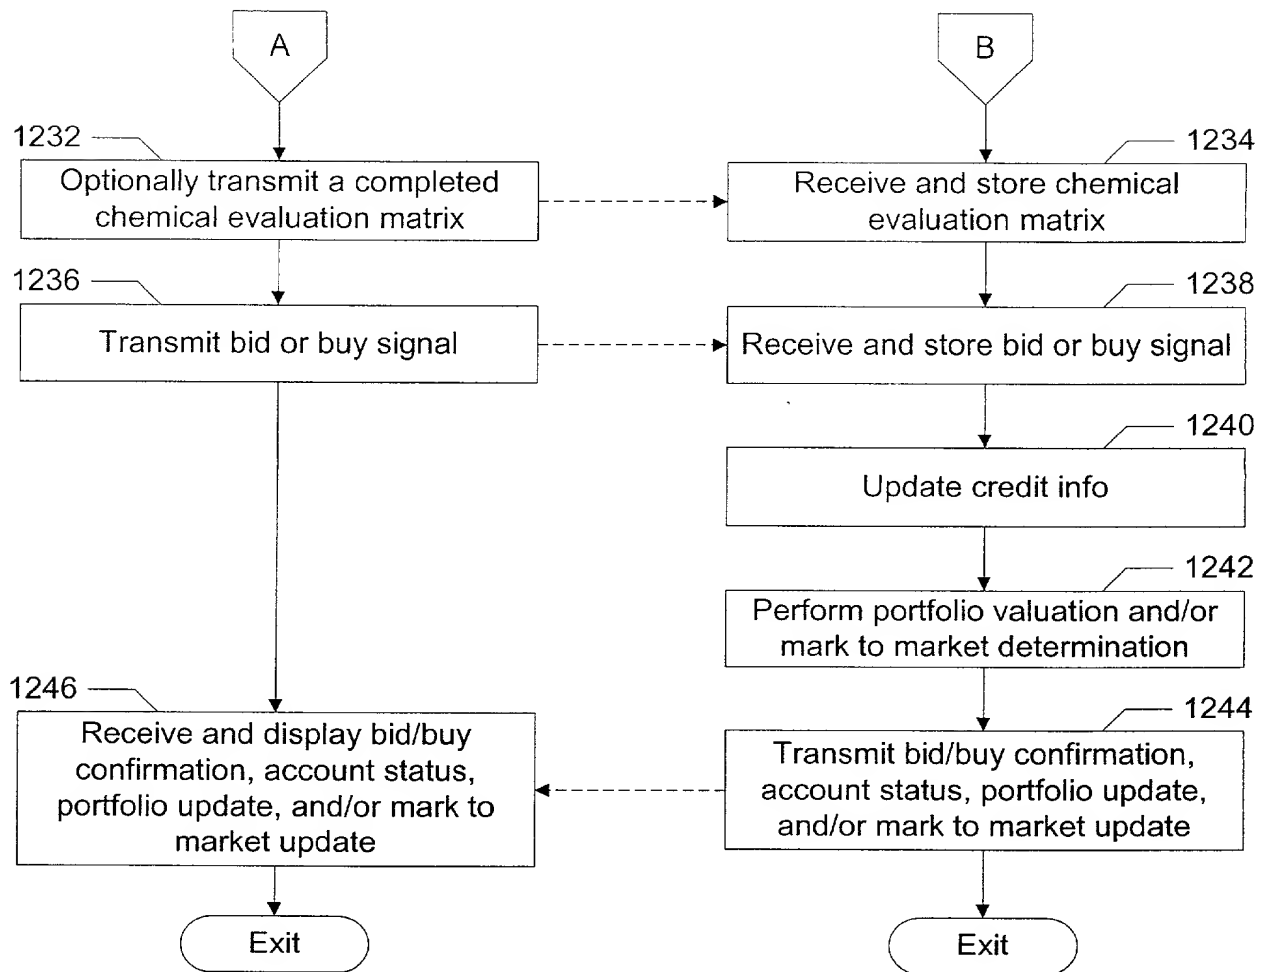 A
B
1232
1234
Optionally transmit a completed
chemical evaluation matrix
Receive and store chemical
evaluation matrix
1236
1238
Transmit bid or buy signal
Receive and store bid or buy signal
1240
Update credit info
1242
Perform portfolio valuation and/or
mark to market determination
1246
1244
Receive and display bid/buy
confirmation, account status,
portfolio update, and/or mark to
market update
Transmit bid/buy confirmation,
account status, portfolio update,
and/or mark to market update
Exit
Exit